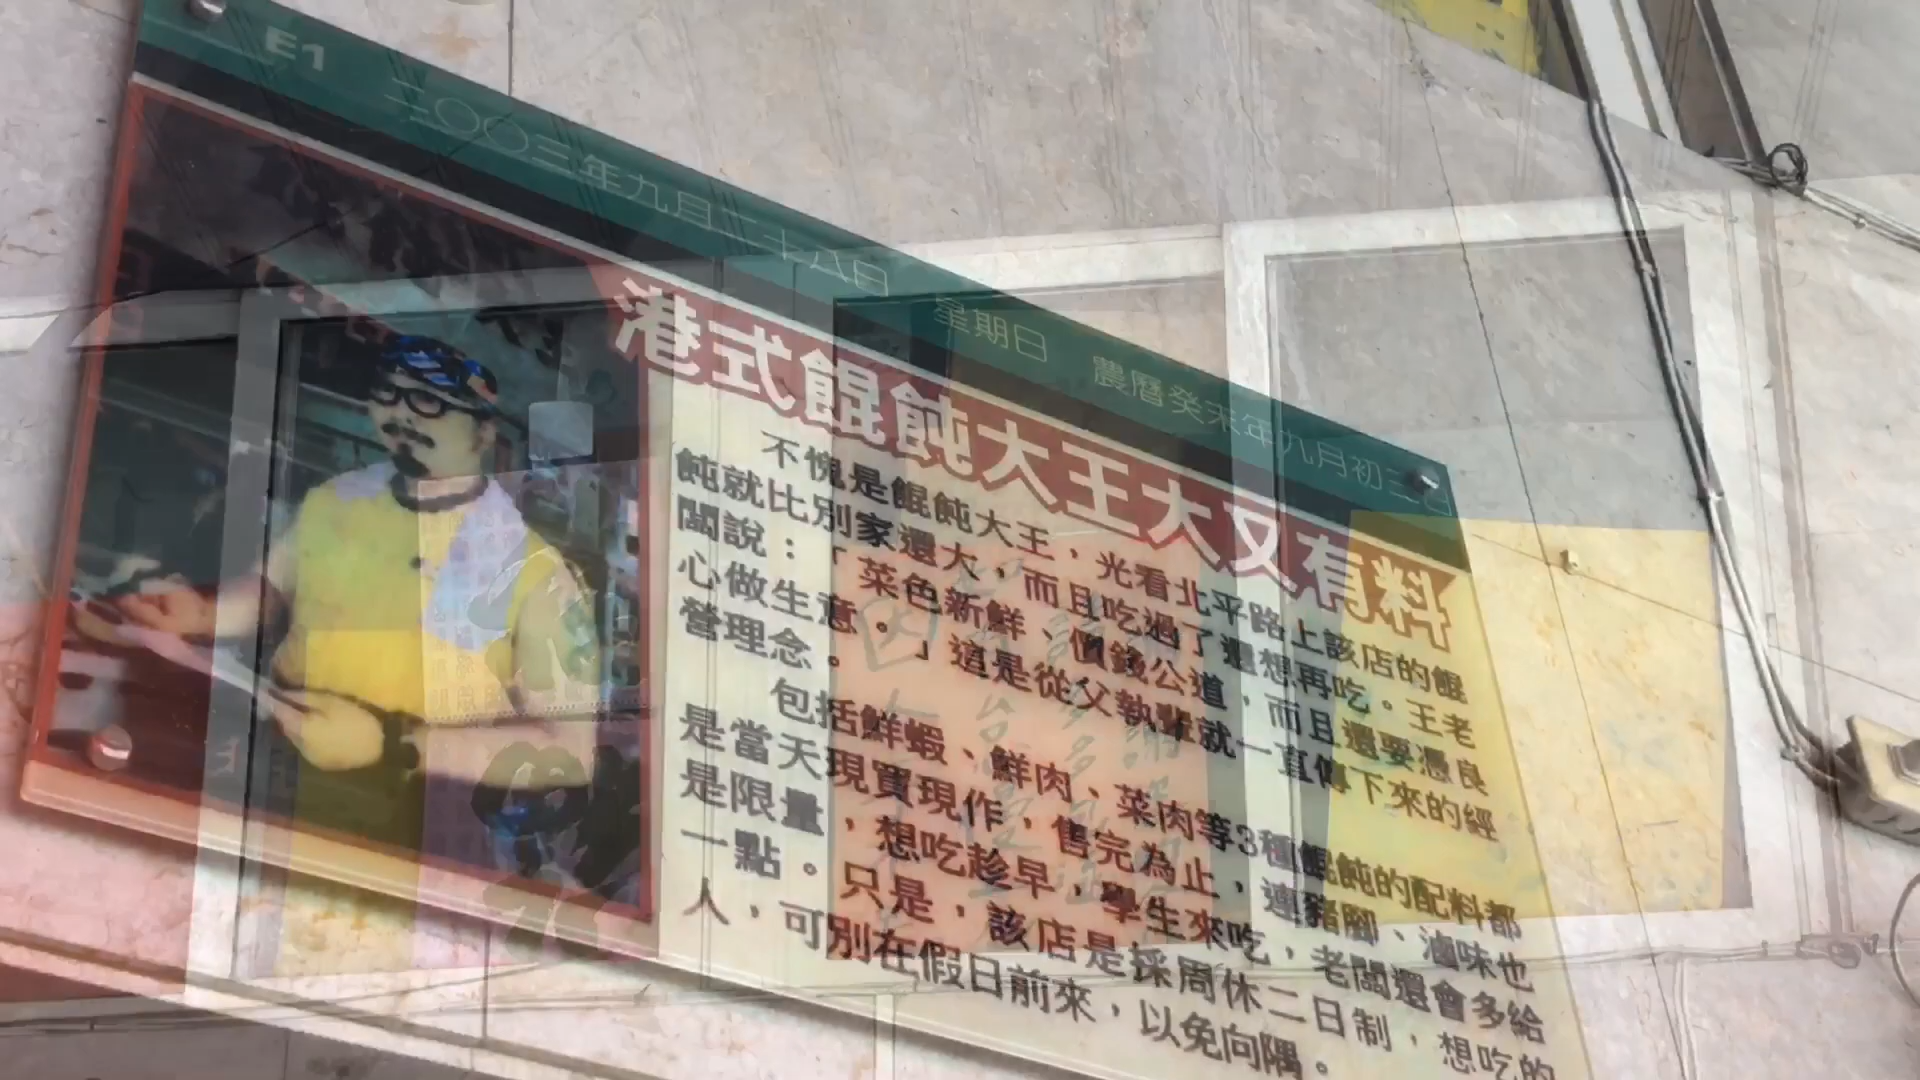 E1
二〇〇三年九月二十八日 星期日 農曆癸未年九月初三日
港式餛飩大王大又有料
不愧是餛飩大王，光看北平路上該店的餛
飩就比別家還大，而且吃過了還想再吃。王老
闆說：「菜色新鮮、價錢公道，而且還要憑良
心做生意。」這是從父執輩就一直傳下來的經
營理念。
包括鮮蝦、鮮肉、菜肉等3種餛飩的配料都
是當天現買現作，售完為止，連豬腳、滷味也
是限量，想吃趁早，學生來吃，老闆還會多給
一點。只是，該店是採周休二日制，想吃的
人，可別在假日前來，以免向隅。